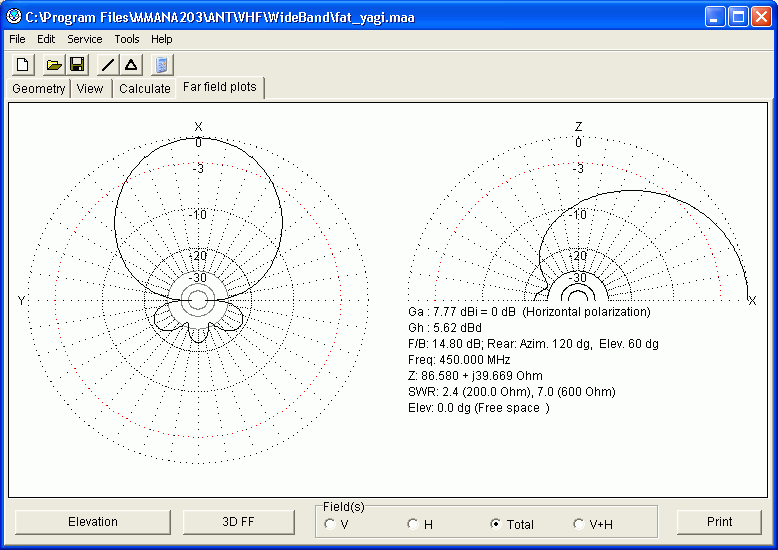 C:\Program Files\MMANA203\ANT\VHF\WideBand\fat_yagi.maa
File Edit Service Tools Help
Geometry View Calculate Far field plots
X
0
-3
-10
-20
-30
Y
Z
0
-3
-10
-20
-30
X
Ga : 7.77 dBi = 0 dB (Horizontal polarization)
Gh : 5.62 dBd
F/B: 14.80 dB; Rear: Azim. 120 dg, Elev. 60 dg
Freq: 450.000 MHz
Z: 86.580 + j39.669 Ohm
SWR: 2.4 (200.0 Ohm), 7.0 (600 Ohm)
Elev: 0.0 dg (Free space )
Field(s)
Elevation 3D FF V H Total V+H Print